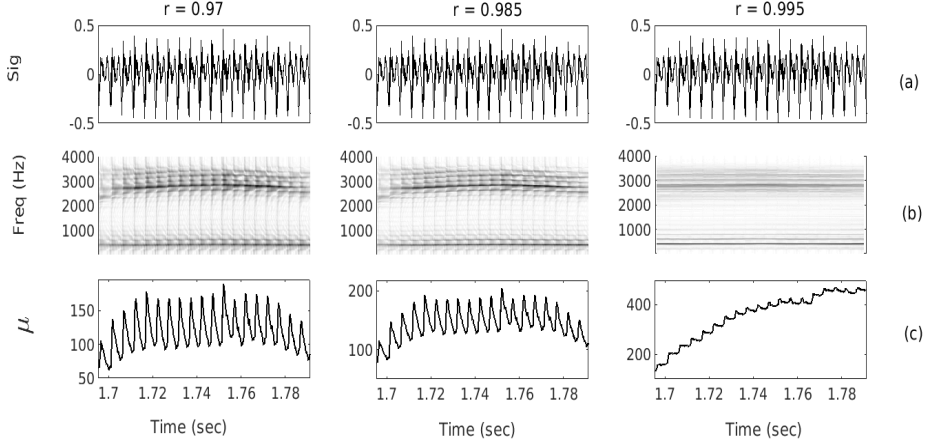 r = 0.97 r = 0.985 r = 0.995
0.5 0.5 0.5
Sig 0 0 0 (a)
-0.5 -0.5 -0.5
4000 4000 4000
3000 3000 3000
Freq (Hz) 2000 2000 2000 (b)
1000 1000 1000
150 200 400
μ 100 100 200 (c)
50
1.7 1.72 1.74 1.76 1.78 1.7 1.72 1.74 1.76 1.78 1.7 1.72 1.74 1.76 1.78
Time (sec) Time (sec) Time (sec)